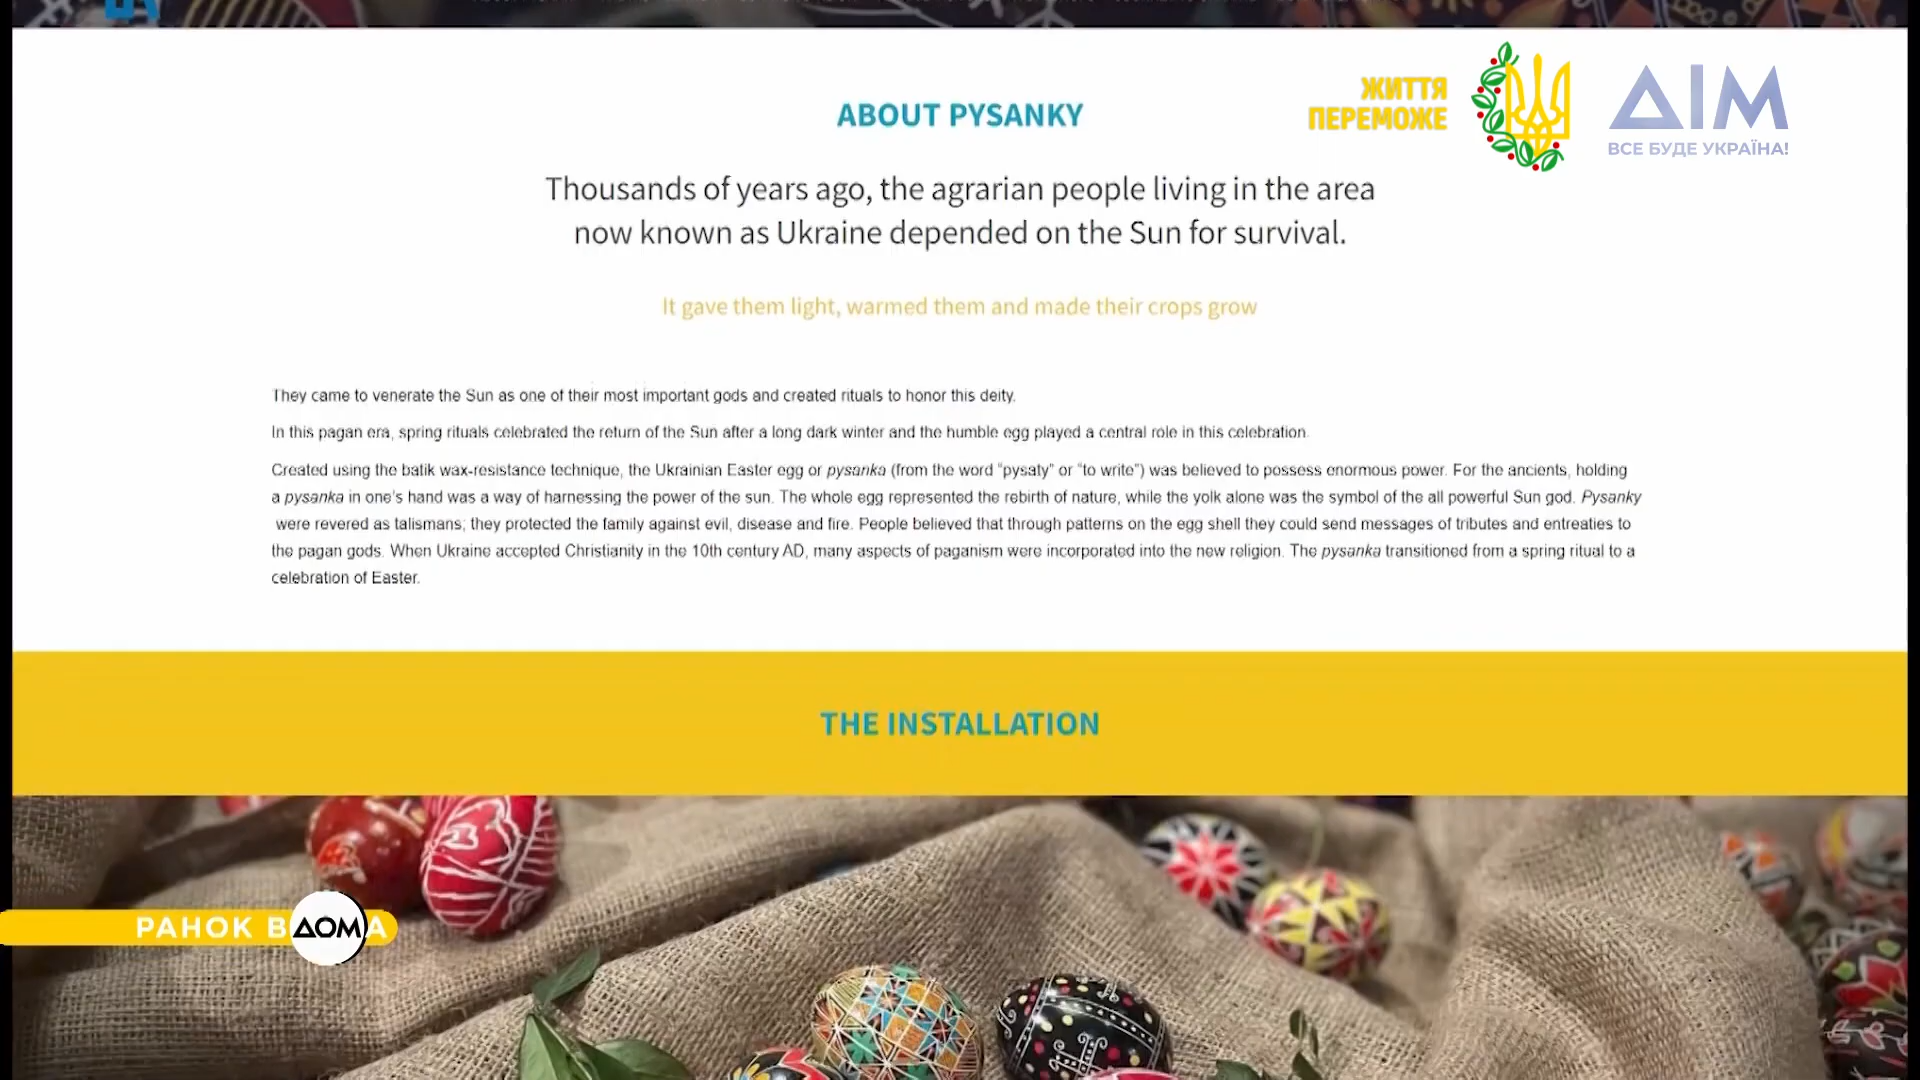 ABOUT PYSANKY
ЖИТТЯ
ПЕРЕМОЖЕ
ДІМ
ВСЕ БУДЕ УКРАЇНА!
Thousands of years ago, the agrarian people living in the area
now known as Ukraine depended on the Sun for survival.
It gave them light, warmed them and made their crops grow
They came to venerate the Sun as one of their most important gods and created rituals to honor this deity.
In this pagan era, spring rituals celebrated the return of the Sun after a long dark winter and the humble egg played a central role in this celebration.
Created using the batik wax-resistance technique, the Ukrainian Easter egg or pysanka (from the word “pysaty” or “to write”) was believed to possess enormous power. For the ancients, holding
a pysanka in one’s hand was a way of harnessing the power of the sun. The whole egg represented the rebirth of nature, while the yolk alone was the symbol of the all powerful Sun god. Pysanky
were revered as talismans; they protected the family against evil, disease and fire. People believed that through patterns on the egg shell they could send messages of tributes and entreaties to
the pagan gods. When Ukraine accepted Christianity in the 10th century AD, many aspects of paganism were incorporated into the new religion. The pysanka transitioned from a spring ritual to a
celebration of Easter.
THE INSTALLATION
РАНОК В
ДОМ
А